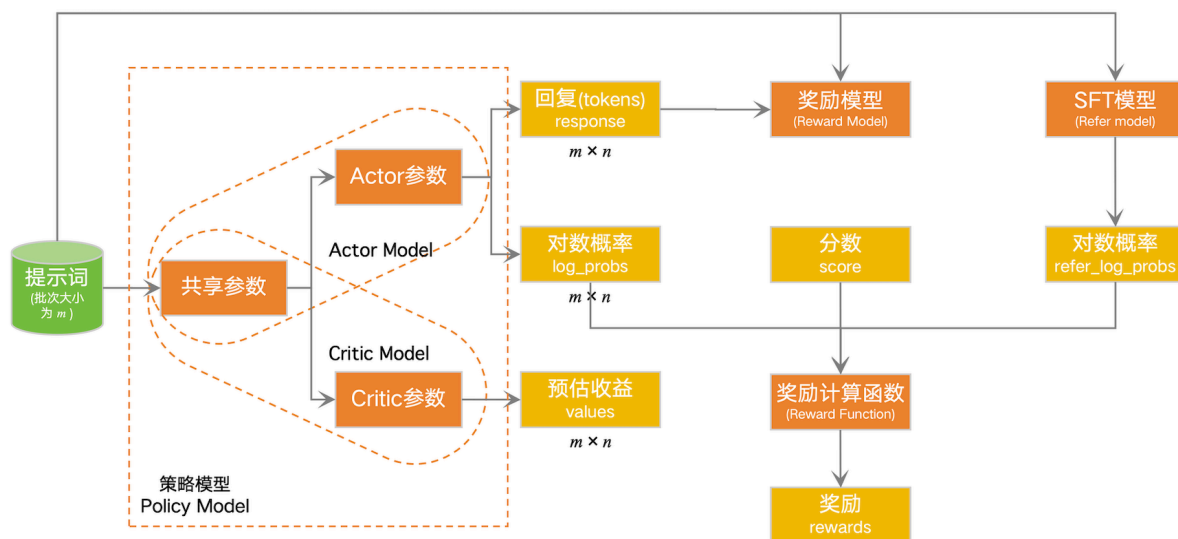 回复(tokens)
response
m × n
奖励模型
(Reward Model)
SFT模型
(Refer model)
Actor参数
Actor Model
对数概率
log_probs
m × n
分数
score
对数概率
refer_log_probs
提示词
(批次大小
为 m )
共享参数
Critic Model
Critic参数
预估收益
values
m × n
奖励计算函数
(Reward Function)
策略模型
Policy Model
奖励
rewards